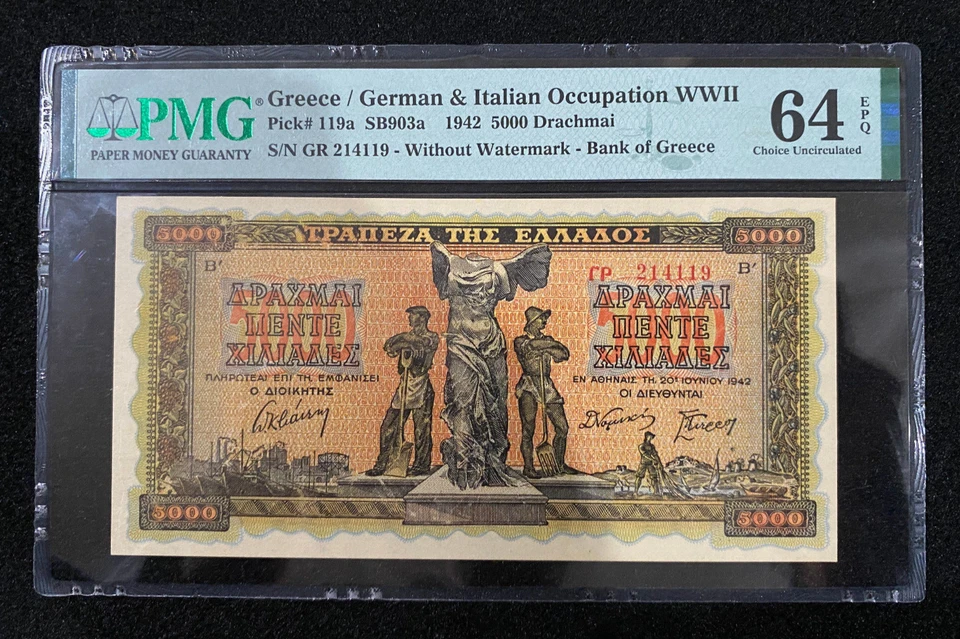 PMG®
PAPER MONEY GUARANTY
Greece / German & Italian Occupation WWII
Pick# 119a SB903a 1942 5000 Drachmai
S/N GR 214119 - Without Watermark - Bank of Greece
64 EPQ
Choice Uncirculated
5000 ΤΡΑΠΕΖΑ ΤΗΣ ΕΛΛΑΔΟΣ 5000
Β′ ΓΡ 214119 Β′
ΔΡΑΧΜΑΙ
ΠΕΝΤΕ
ΧΙΛΙΑΔΕΣ
ΠΛΗΡΩΤΕΑΙ ΕΠΙ ΤΗ ΕΜΦΑΝΙΣΕΙ
Ο ΔΙΟΙΚΗΤΗΣ
ΔΡΑΧΜΑΙ
ΠΕΝΤΕ
ΧΙΛΙΑΔΕΣ
ΕΝ ΑΘΗΝΑΙΣ ΤΗ 20ῌ ΙΟΥΝΙΟΥ 1942
ΟΙ ΔΙΕΥΘΥΝΤΑΙ
5000 5000